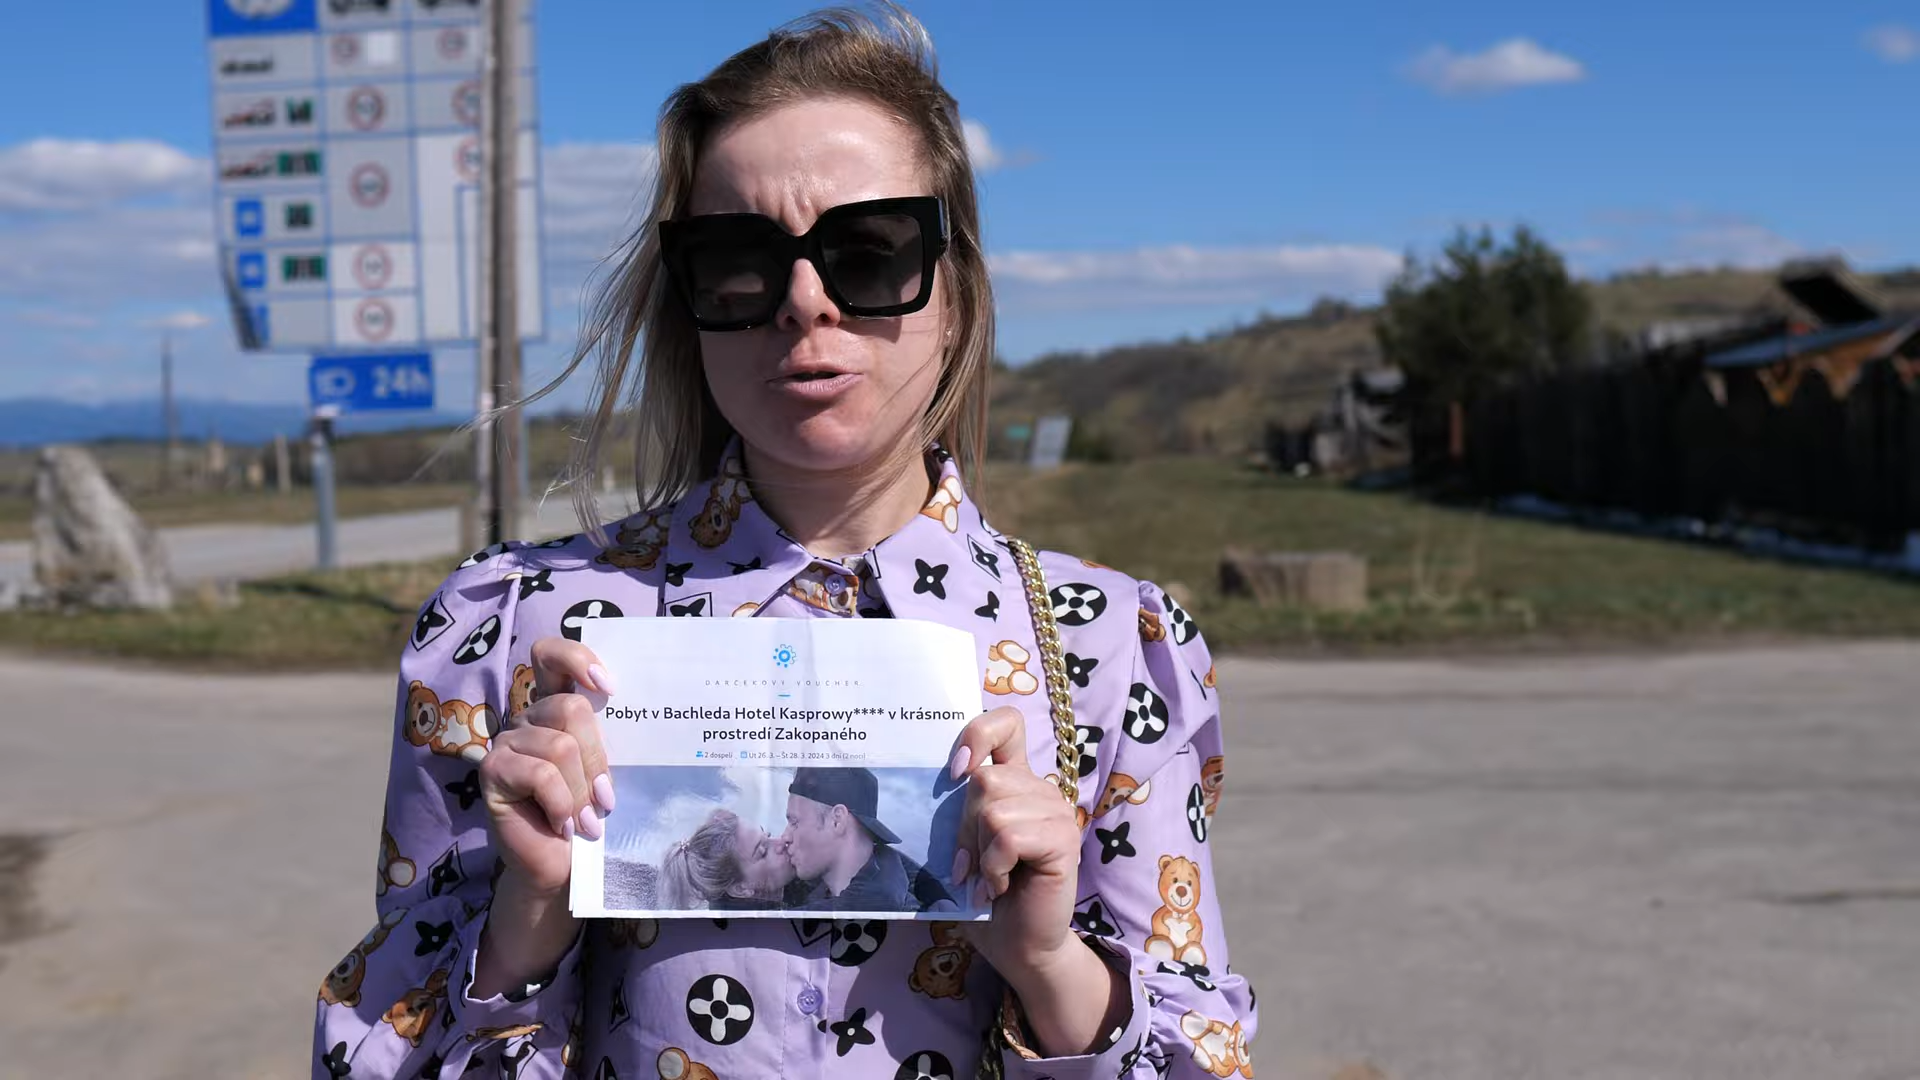 24h
DARČEKOVÝ VOUCHER
Pobyt v Bachleda Hotel Kasprowy**** v krásnom
prostredí Zakopaného
2 dospelí Ut 26. 3. – Št 28. 3. 2024 3 dni (2 noci)